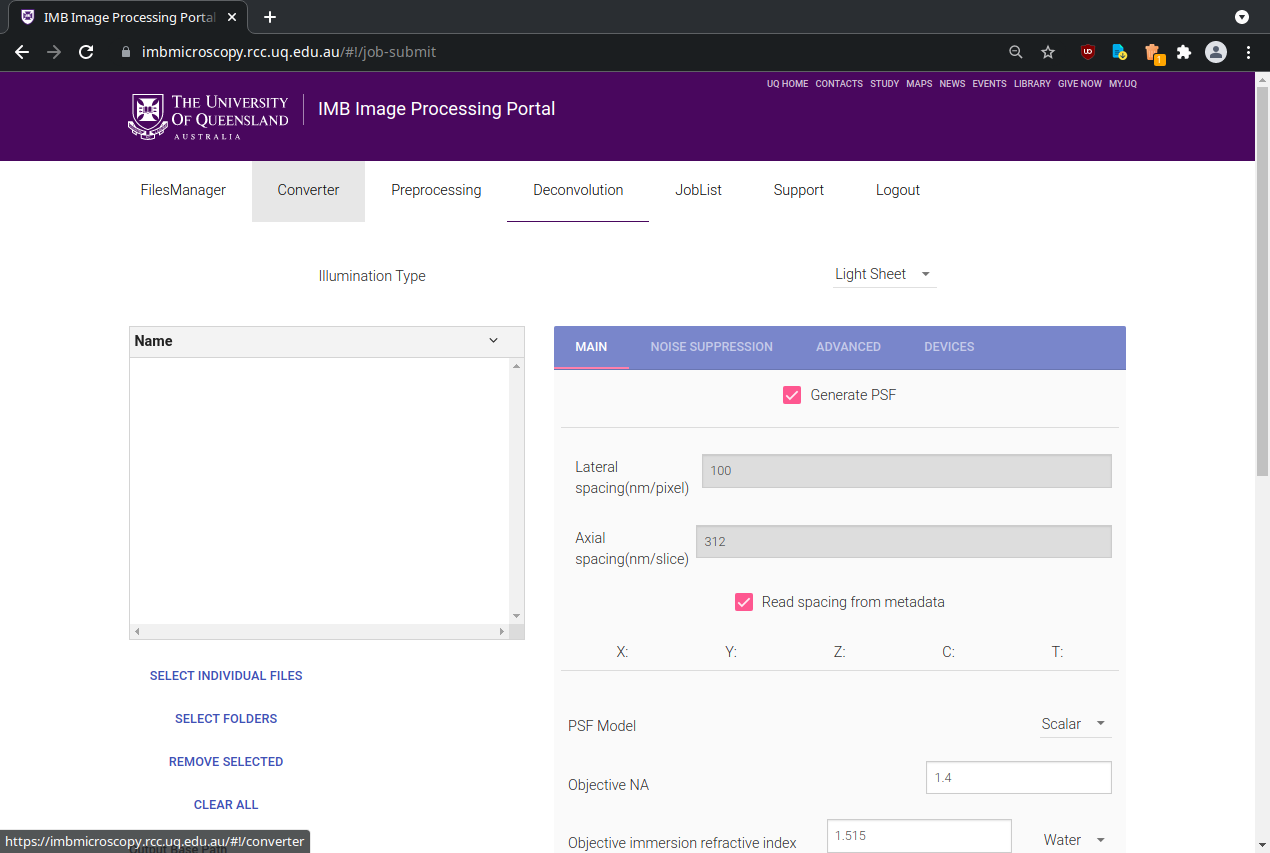 IMB Image Processing Portal
imbmicroscopy.rcc.uq.edu.au/#!/job-submit
1
UQ HOME CONTACTS STUDY MAPS NEWS EVENTS LIBRARY GIVE NOW MY.UQ
THE UNIVERSITY
OF QUEENSLAND
AUSTRALIA
IMB Image Processing Portal
FilesManager Converter Preprocessing Deconvolution JobList Support Logout
Illumination Type Light Sheet
Name
MAIN NOISE SUPPRESSION ADVANCED DEVICES
Generate PSF
Lateral
spacing(nm/pixel) 100
Axial
spacing(nm/slice) 312
Read spacing from metadata
X: Y: Z: C: T:
SELECT INDIVIDUAL FILES
SELECT FOLDERS
REMOVE SELECTED
CLEAR ALL
PSF Model Scalar
Objective NA 1.4
Objective immersion refractive index 1.515 Water
https://imbmicroscopy.rcc.uq.edu.au/#!/converter